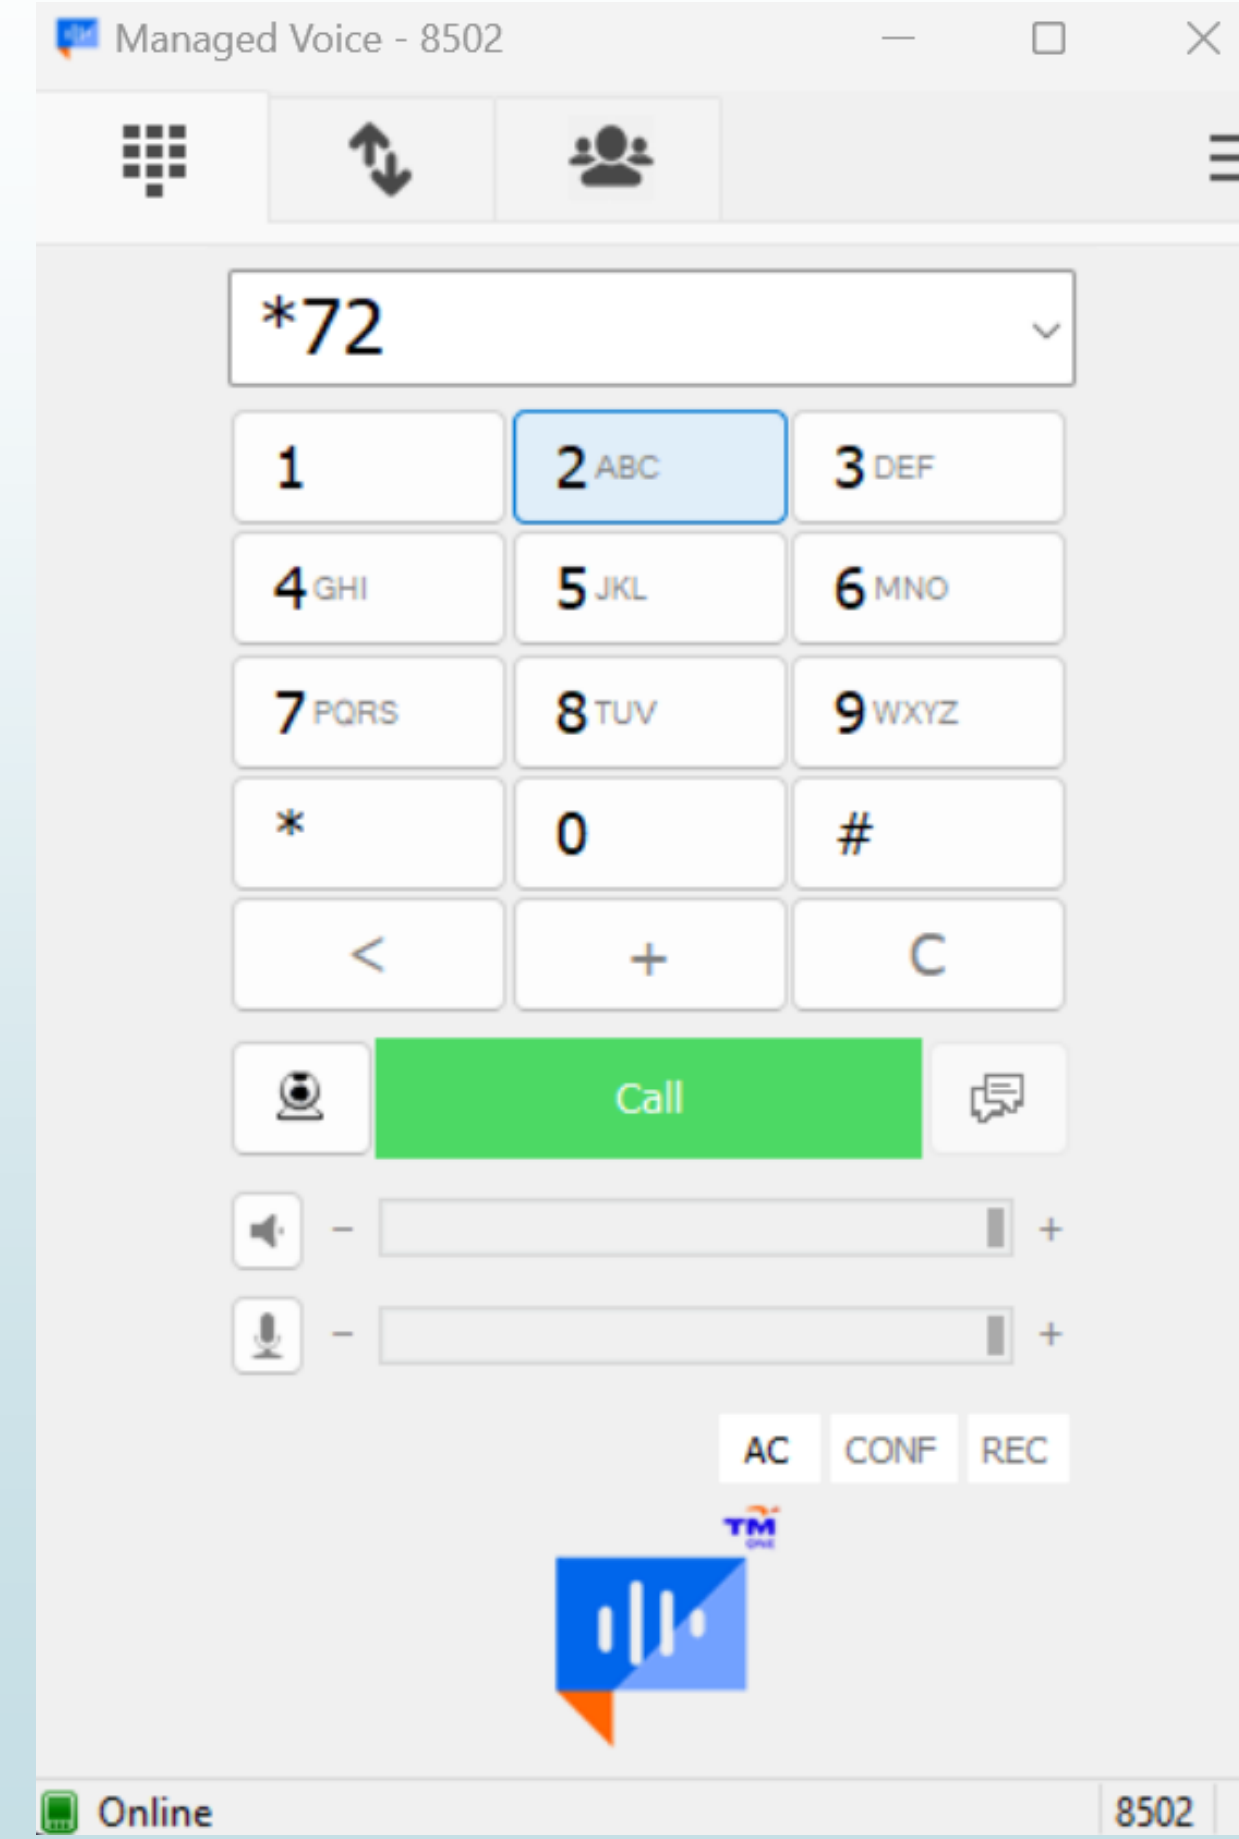 Managed Voice - 8502
*72
1
2 ABC
3 DEF
4 GHI
5 JKL
6 MNO
7 PQRS
8 TUV
9 WXYZ
*
0
#
<
+
C
Call
- +
- +
AC CONF REC
TM
ONE
Online 8502